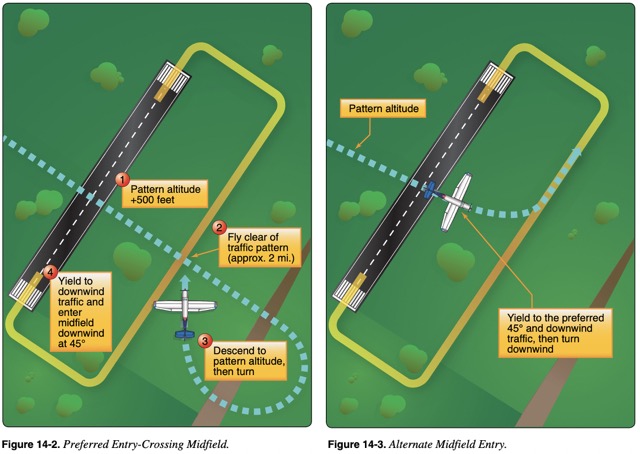 1
Pattern altitude
+500 feet
2
Fly clear of
traffic pattern
(approx. 2 mi.)
3
Descend to
pattern altitude,
then turn
4
Yield to
downwind
traffic and
enter
midfield
downwind
at 45°
Figure 14-2. Preferred Entry-Crossing Midfield.
Pattern altitude
Yield to the preferred
45° and downwind
traffic, then turn
downwind
Figure 14-3. Alternate Midfield Entry.